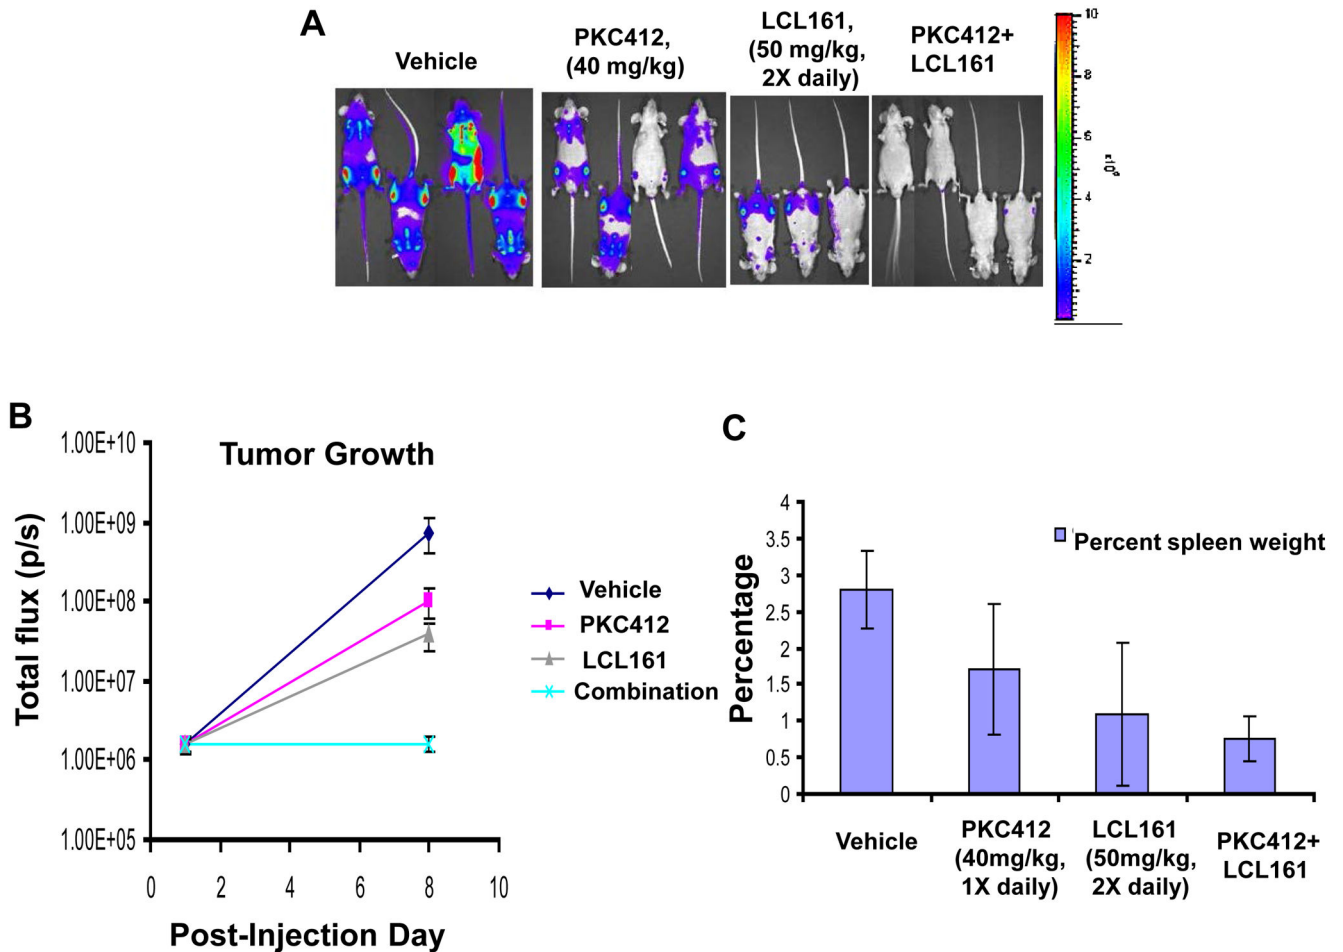 A
Vehicle
PKC412,
(40 mg/kg)
LCL161,
(50 mg/kg,
2X daily)
PKC412+
LCL161
10
8
6
2
B
Tumor Growth
Total flux (p/s)
1.00E+10
1.00E+09
1.00E+08
1.00E+07
1.00E+06
1.00E+05
0 2 4 6 8 10
Post-Injection Day
Vehicle
PKC412
LCL161
Combination
C
Percentage
4
3.5
3
2.5
2
1.5
1
0.5
0
Percent spleen weight
Vehicle
PKC412
(40mg/kg,
1X daily)
LCL161
(50mg/kg,
2X daily)
PKC412+
LCL161